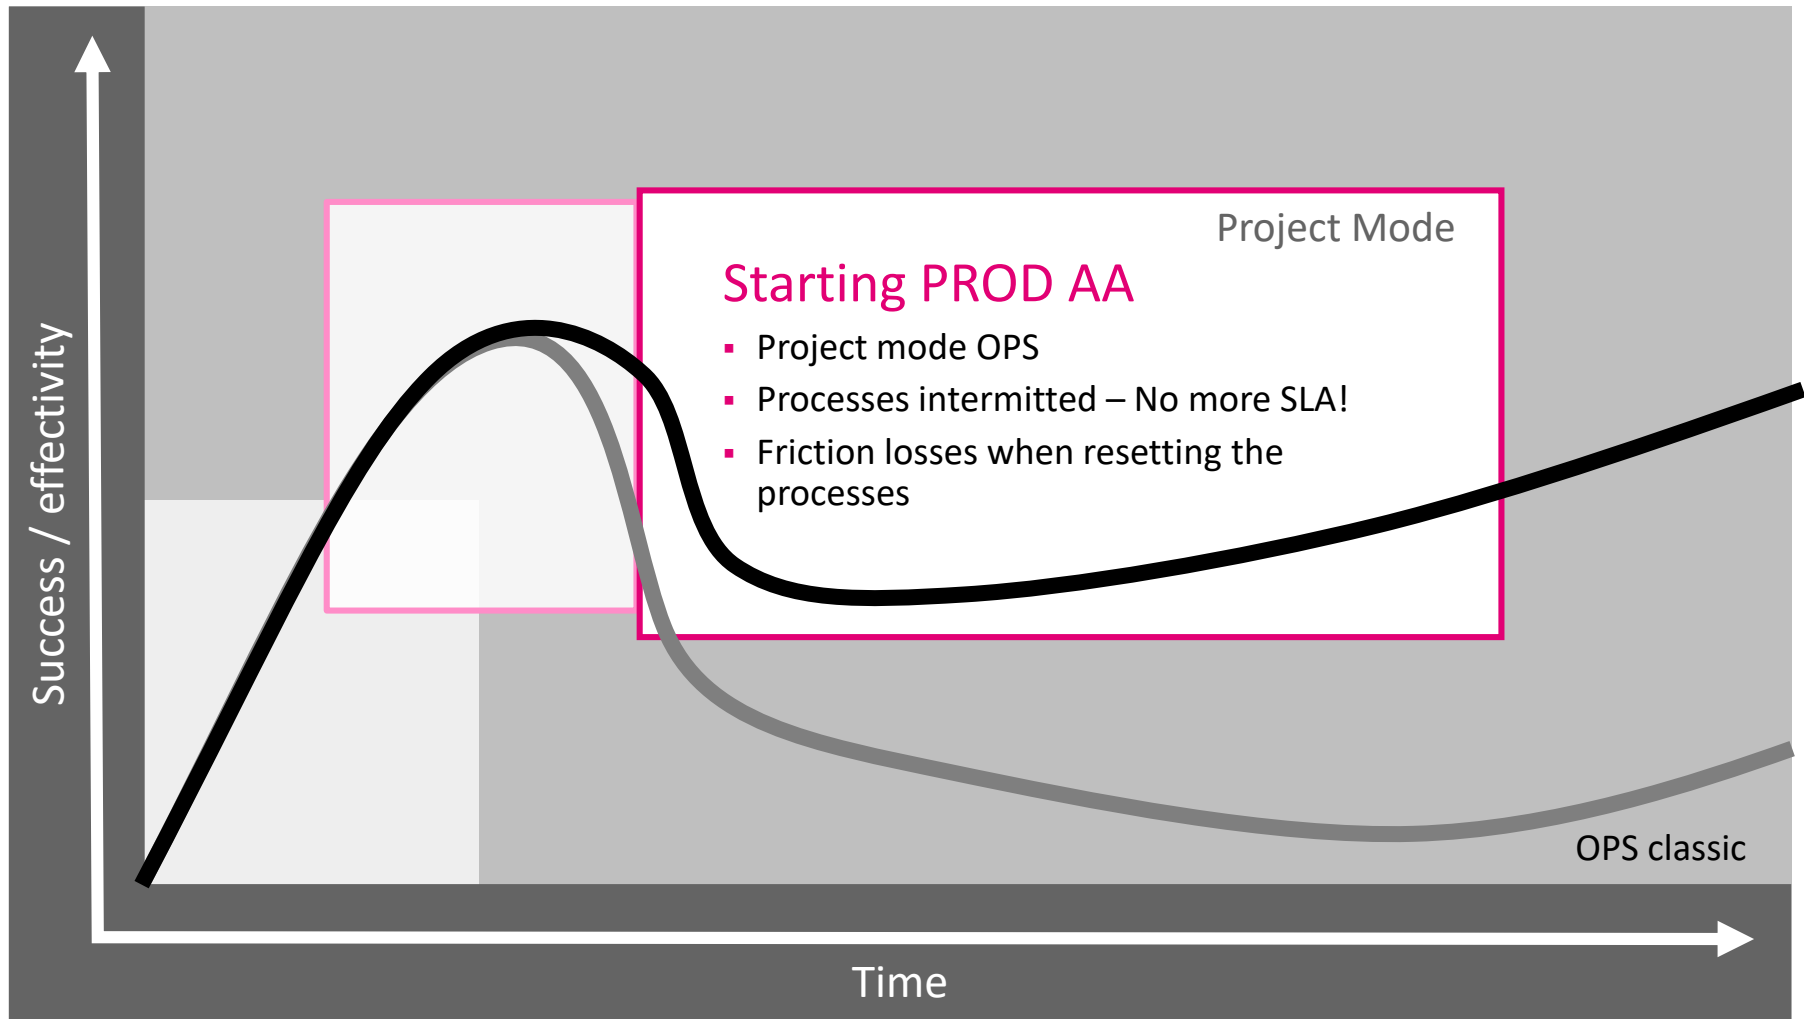 Success / effectivity
Project Mode
Starting PROD AA
▪ Project mode OPS
▪ Processes intermitted – No more SLA!
▪ Friction losses when resetting the
processes
OPS classic
Time